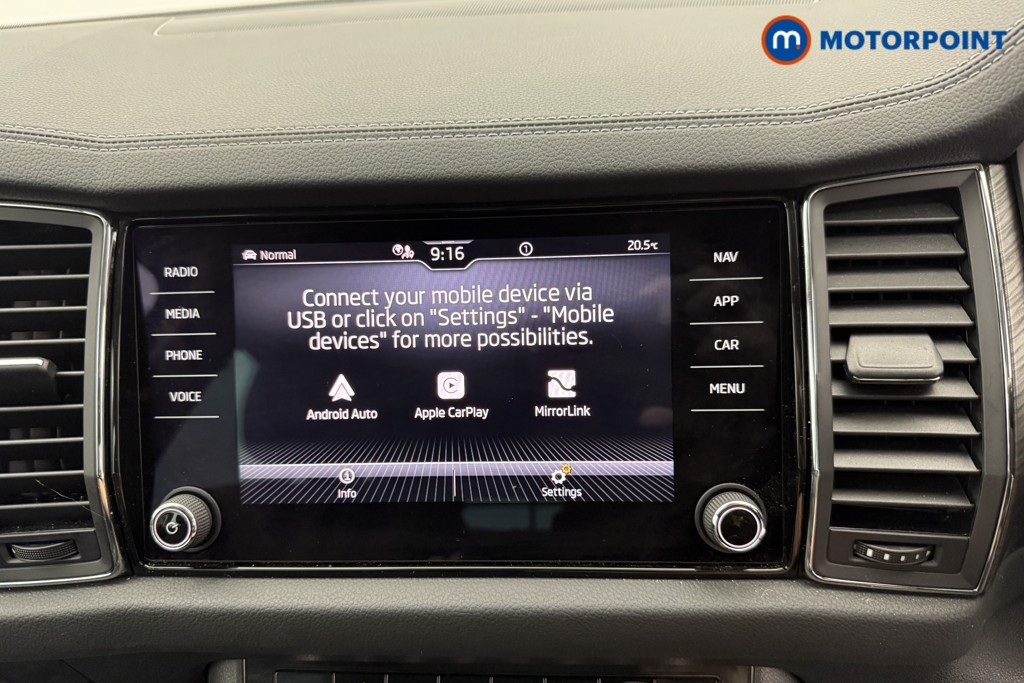 m MOTORPOINT
Normal 9:16 1 20.5°C
RADIO
MEDIA
PHONE
VOICE
Connect your mobile device via
USB or click on "Settings" - "Mobile
devices" for more possibilities.
Android Auto Apple CarPlay MirrorLink
Info Settings
NAV
APP
CAR
MENU